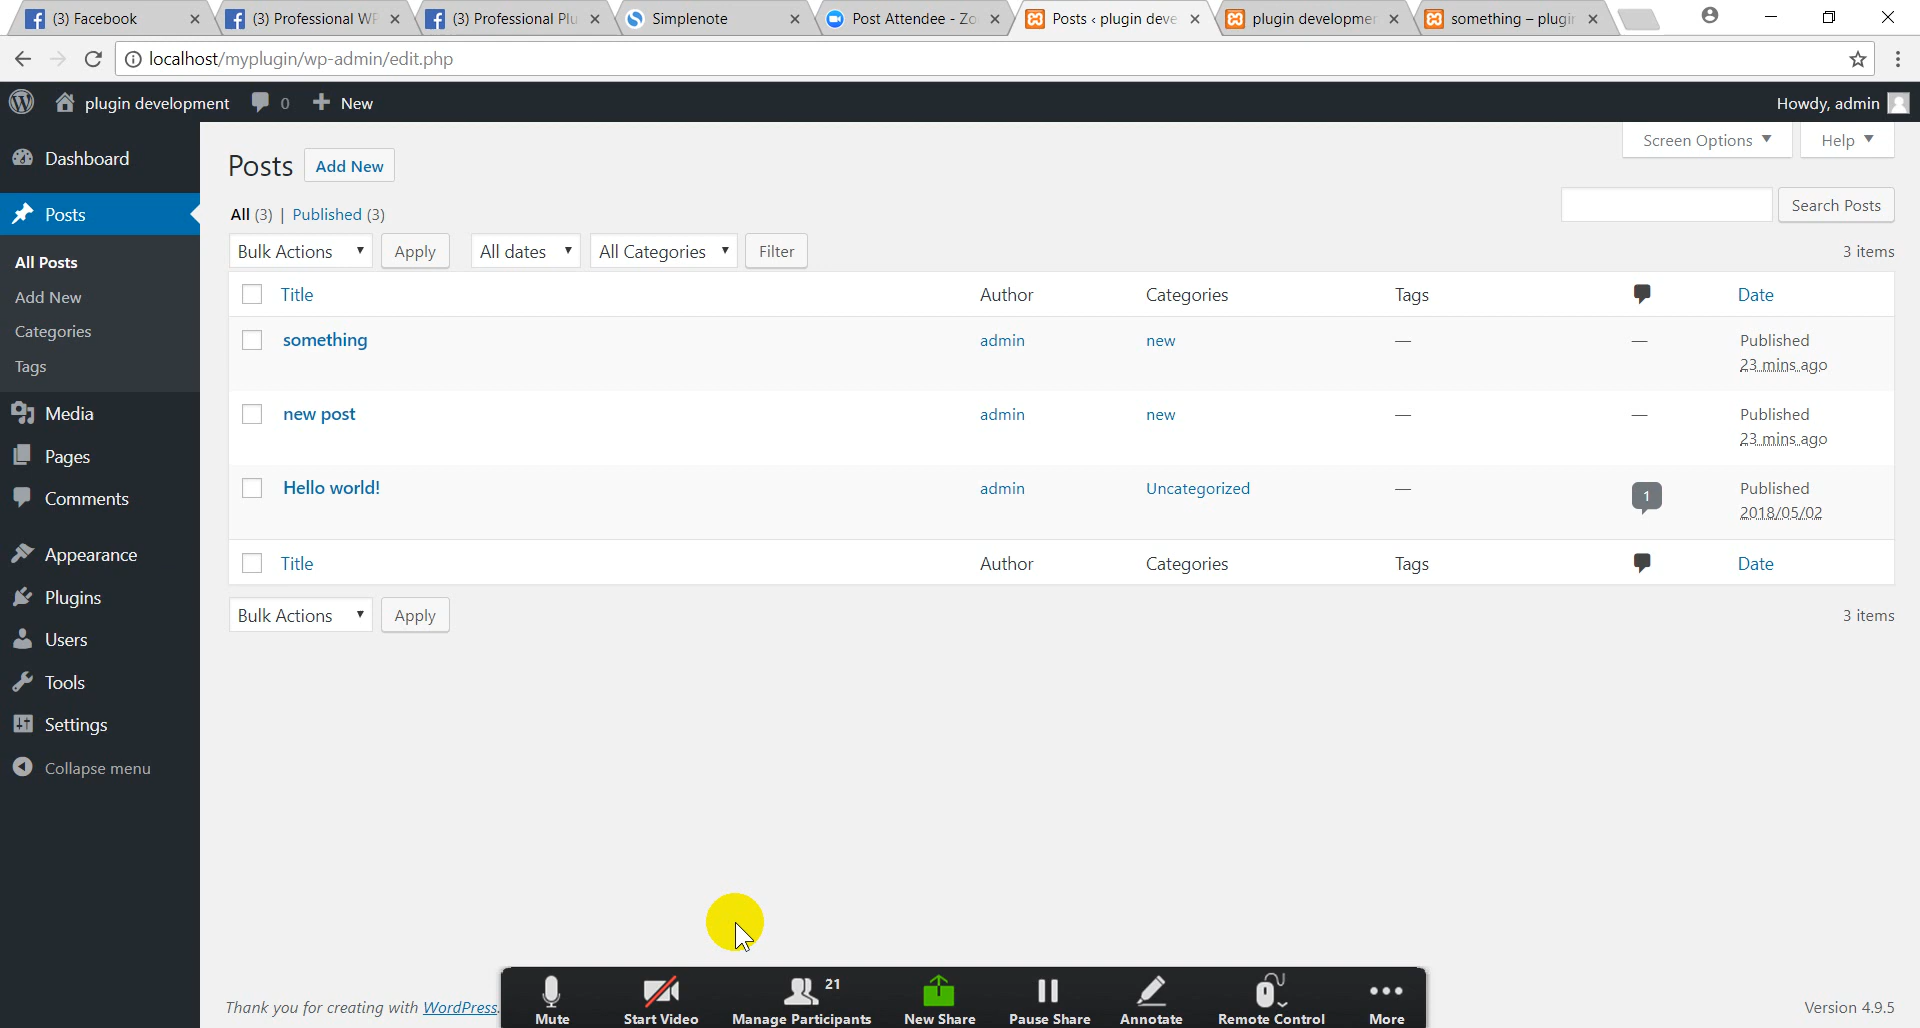 (3) Facebook
(3) Professional WP
(3) Professional Plu
Simplenote
Post Attendee - Zo
Posts ‹ plugin deve
plugin developmen
something – plugin
localhost/myplugin/wp-admin/edit.php
plugin development
0
New
Howdy, admin
Dashboard
Posts
All Posts
Add New
Categories
Tags
Media
Pages
Comments
Appearance
Plugins
Users
Tools
Settings
Collapse menu
Screen Options
Help
Posts
Add New
All (3) | Published (3)
Search Posts
Bulk Actions
Apply
All dates
All Categories
Filter
3 items
Title Author Categories Tags Date
something admin new — — Published
23 mins ago
new post admin new — — Published
23 mins ago
Hello world! admin Uncategorized — 1 Published
2018/05/02
Title Author Categories Tags Date
Bulk Actions
Apply
3 items
Thank you for creating with WordPress.
Version 4.9.5
21
Mute
Start Video
Manage Participants
New Share
Pause Share
Annotate
Remote Control
More